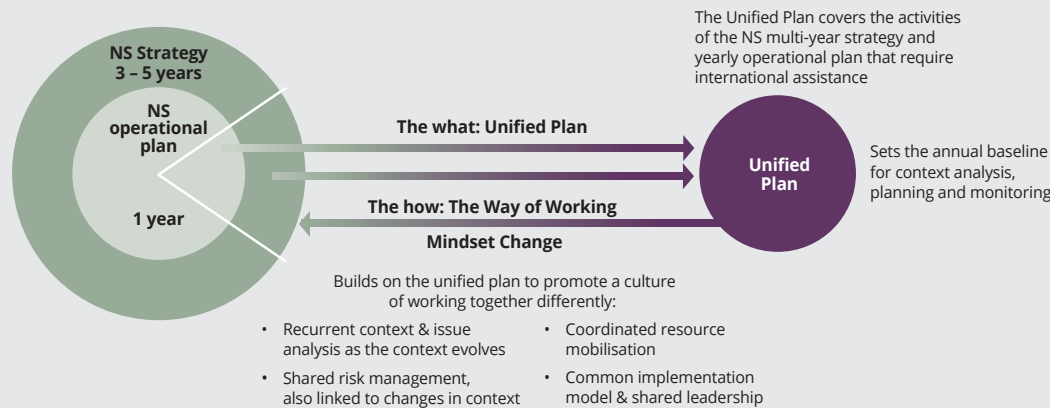 NS Strategy
3 – 5 years
NS
operational
plan
1 year
The what: Unified Plan
The how: The Way of Working
Mindset Change
The Unified Plan covers the activities
of the NS multi-year strategy and
yearly operational plan that require
international assistance
Unified
Plan
Sets the annual baseline
for context analysis,
planning and monitoring
Builds on the unified plan to promote a culture
of working together differently:
• Recurrent context & issue
analysis as the context evolves
• Shared risk management,
also linked to changes in context
• Coordinated resource
mobilisation
• Common implementation
model & shared leadership